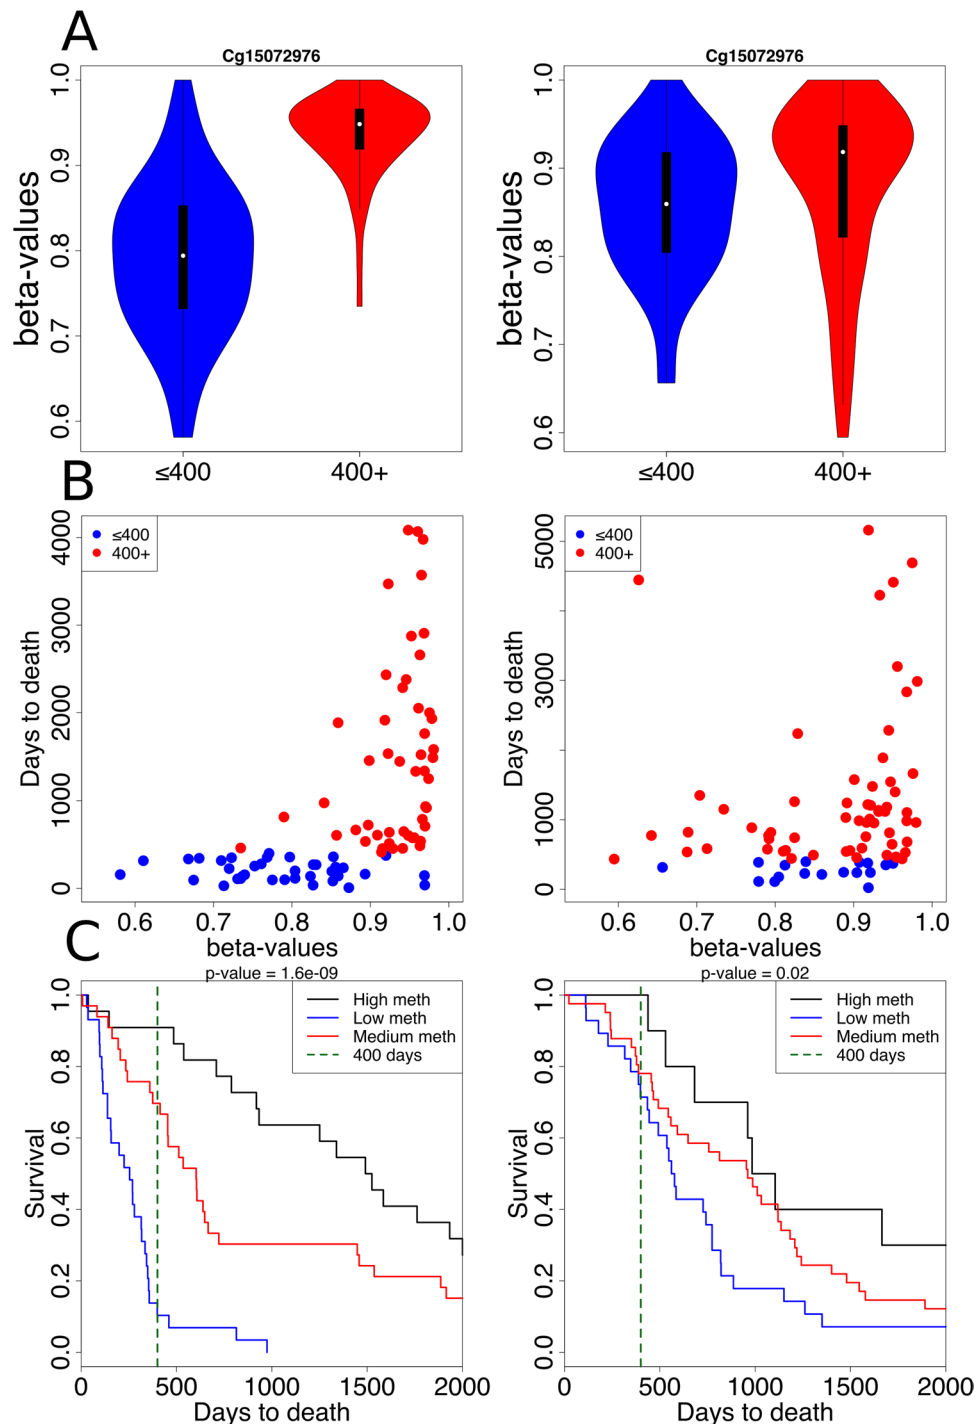 A
Cg15072976
Cg15072976
beta-values
1.0
0.9
0.8
0.7
0.6
≤400
400+
beta-values
1.0
0.9
0.8
0.7
0.6
≤400
400+
B
Days to death
4000
3000
2000
1000
0
≤400
400+
0.6
0.7
0.8
0.9
1.0
beta-values
Days to death
5000
3000
1000
0
≤400
400+
0.6
0.7
0.8
0.9
1.0
beta-values
C
p-value = 1.6e-09
Survival
1.0
0.8
0.6
0.4
0.2
0.0
High meth
Low meth
Medium meth
400 days
0
500
1000
1500
2000
Days to death
p-value = 0.02
Survival
1.0
0.8
0.6
0.4
0.2
0.0
High meth
Low meth
Medium meth
400 days
0
500
1000
1500
2000
Days to death